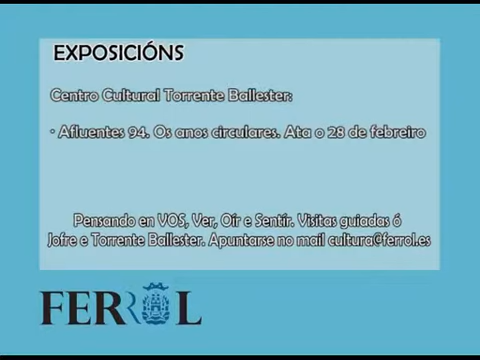 EXPOSICIÓNS
Centro Cultural Torrente Ballester:
· Afluentes 94. Os anos circulares. Ata o 28 de febreiro
Pensando en VOS, Ver, Oír e Sentír. Visitas guiadas ó
Jofre e Torrente Ballester. Apuntarse no mail cultura@ferrol.es
FERROL